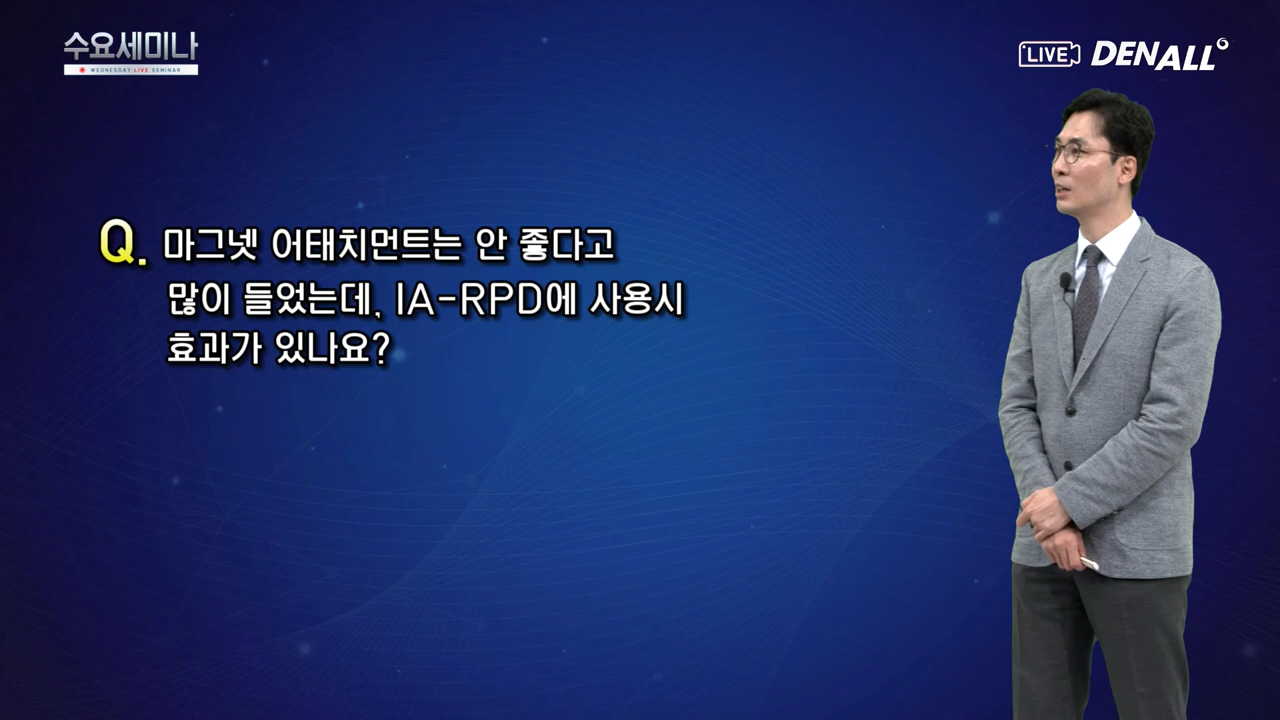 수요세미나
WEDNESDAY LIVE SEMINAR
LIVE DENALL
Q. 마그넷 어태치먼트는 안 좋다고
많이 들었는데, IA-RPD에 사용시
효과가 있나요?